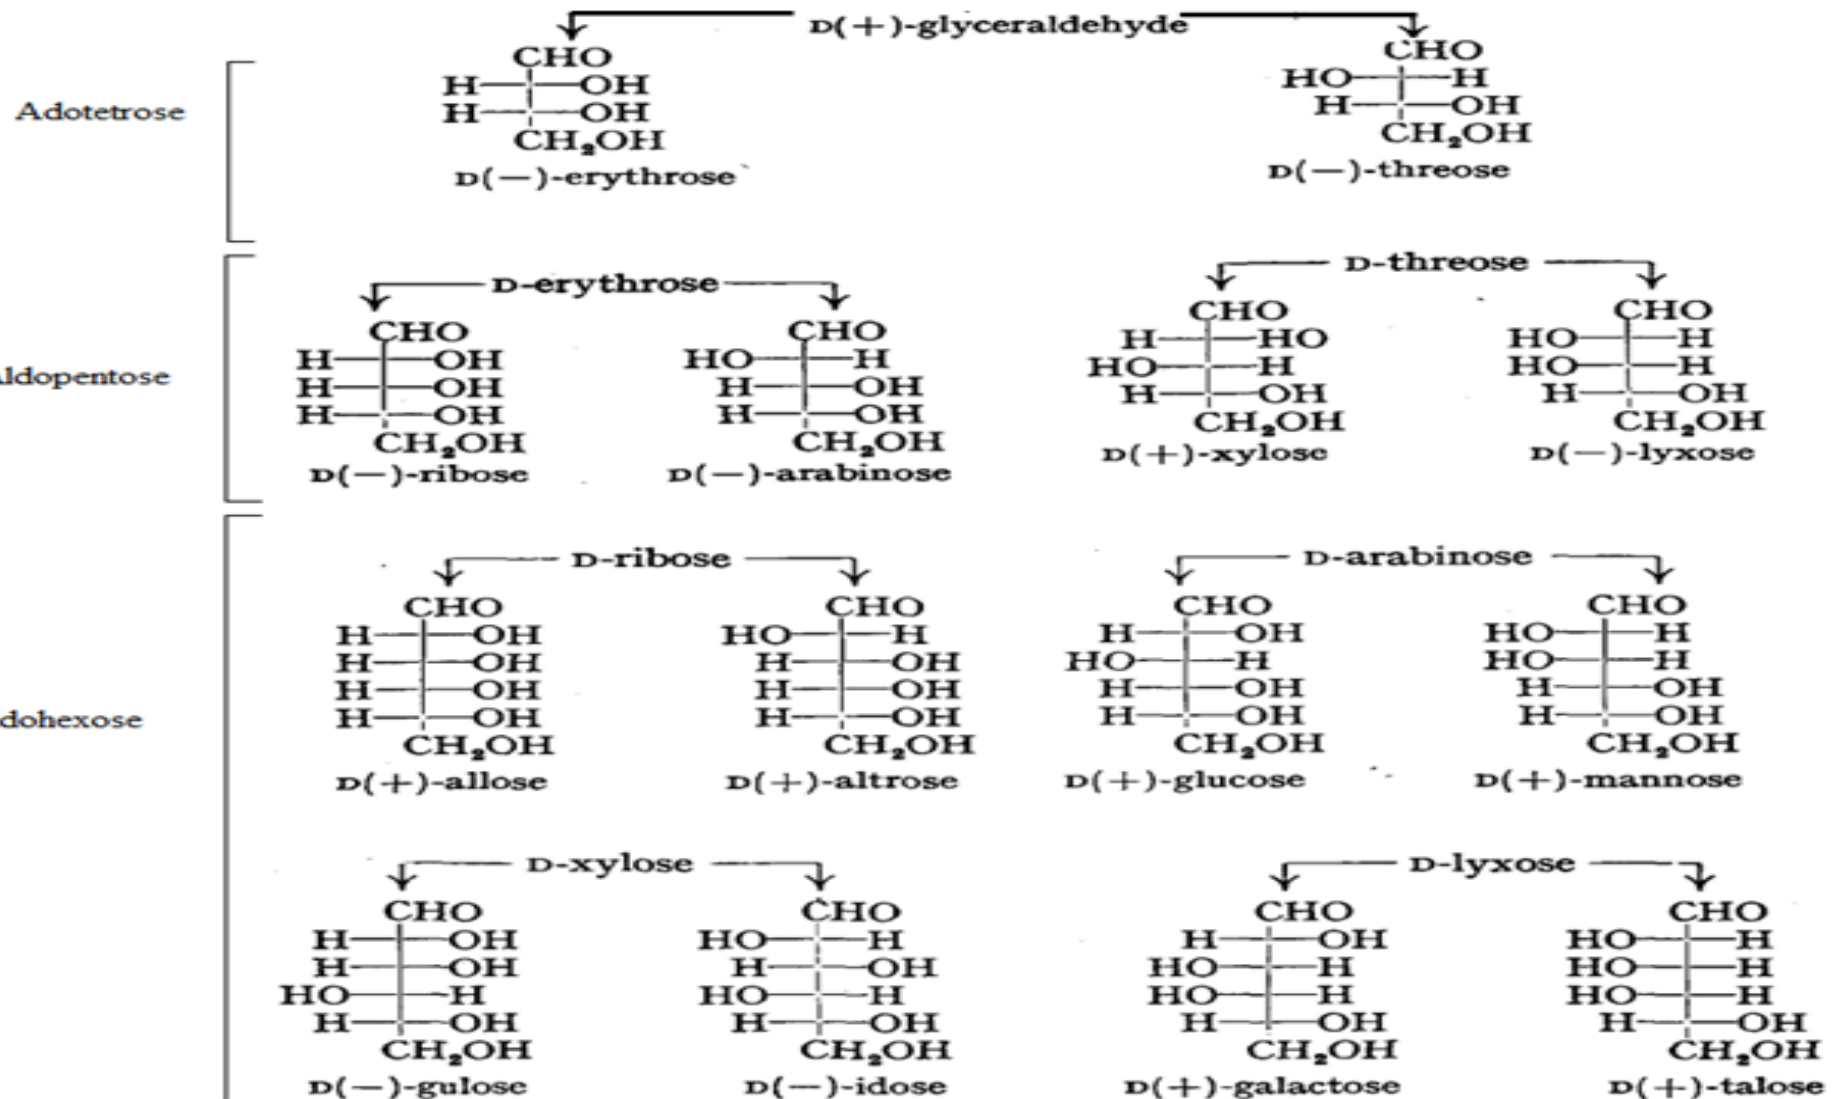 D(+)-glyceraldehyde
CHO CHO
H OH HO H
H OH H OH
CH₂OH CH₂OH
D(—)-erythrose D(—)-threose
Adotetrose
D-erythrose D-threose
CHO CHO CHO CHO
H OH HO H H HO HO H
H OH H OH HO H HO H
H OH H OH H OH H OH
CH₂OH CH₂OH CH₂OH CH₂OH
D(—)-ribose D(—)-arabinose D(+)-xylose D(—)-lyxose
ldopentose
D-ribose D-arabinose
CHO CHO CHO CHO
H OH HO H H OH HO H
H OH H OH HO H HO H
H OH H OH H OH H OH
H OH H OH H OH H OH
CH₂OH CH₂OH CH₂OH CH₂OH
D(+)-allose D(+)-altrose D(+)-glucose D(+)-mannose
dohexose
D-xylose D-lyxose
CHO CHO CHO CHO
H OH HO H H OH HO H
H OH H OH HO H HO H
HO H HO H HO H HO H
H OH H OH H OH H OH
CH₂OH CH₂OH CH₂OH CH₂OH
D(—)-gulose D(—)-idose D(+)-galactose D(+)-talose